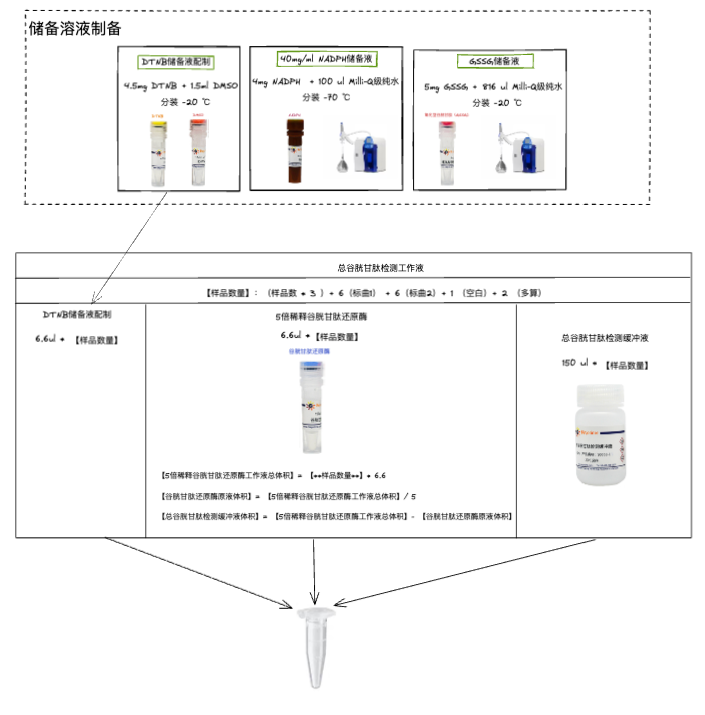 储备溶液制备
DTNB储备液配制
4.5mg DTNB + 1.5ml DMSO
分装 -20 ℃
40mg/ml NADPH储备液
4mg NADPH + 100 ul Milli-Q级纯水
分装 -70 ℃
GSSG储备液
5mg GSSG + 816 ul Milli-Q级纯水
分装 -20 ℃
总谷胱甘肽检测工作液
【样品数量】: （样品数 * 3 ）+ 6（标曲1） + 6（标曲2）+ 1 （空白）+ 2 （多算）
DTNB储备液配制
6.6ul * 【样品数量】
5倍稀释谷胱甘肽还原酶
6.6ul * 【样品数量】
谷胱甘肽还原酶
【5倍稀释谷胱甘肽还原酶工作液总体积】= 【**样品数量**】* 6.6
【谷胱甘肽还原酶原液体积】= 【5倍稀释谷胱甘肽还原酶工作液总体积】/ 5
【总谷胱甘肽检测缓冲液体积】= 【5倍稀释谷胱甘肽还原酶工作液总体积】- 【谷胱甘肽还原酶原液体积】
总谷胱甘肽检测缓冲液
150 ul * 【样品数量】